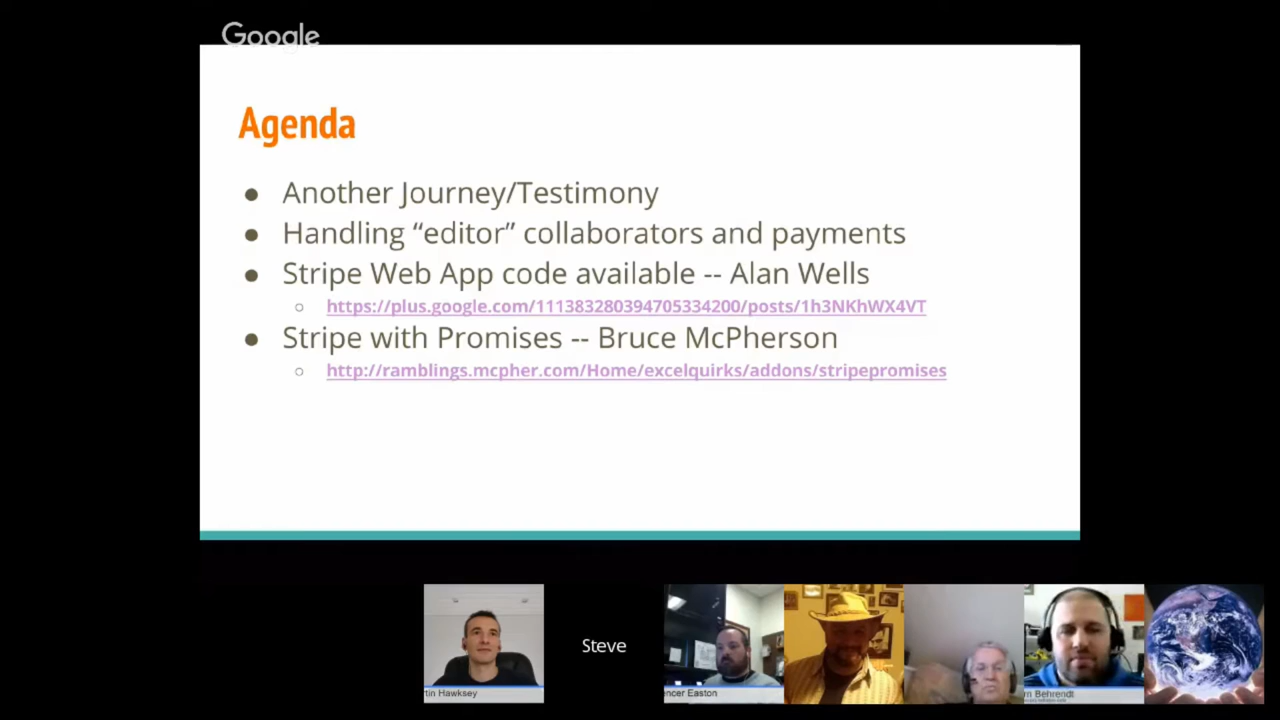 Google
Agenda
Another Journey/Testimony
Handling “editor” collaborators and payments
Stripe Web App code available -- Alan Wells
https://plus.google.com/111383280394705334200/posts/1h3NKhWX4VT
Stripe with Promises -- Bruce McPherson
http://ramblings.mcpher.com/Home/excelquirks/addons/stripepromises
Steve
tin Hawksey
encer Easton
rn Behrendt